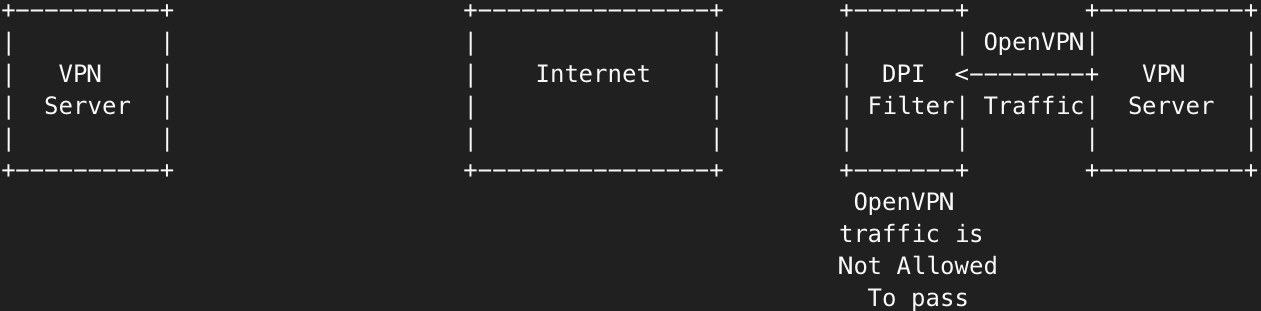 +----------+                    +-----------------+        +-------+        +----------+
|          |                    |                 |        |       | OpenVPN|          |
|   VPN    |                    |    Internet     |        |  DPI  <--------+   VPN    |
|  Server  |                    |                 |        | Filter| Traffic|  Server  |
|          |                    |                 |        |       |        |          |
+----------+                    +-----------------+        +-------+        +----------+
OpenVPN
traffic is
Not Allowed
To pass